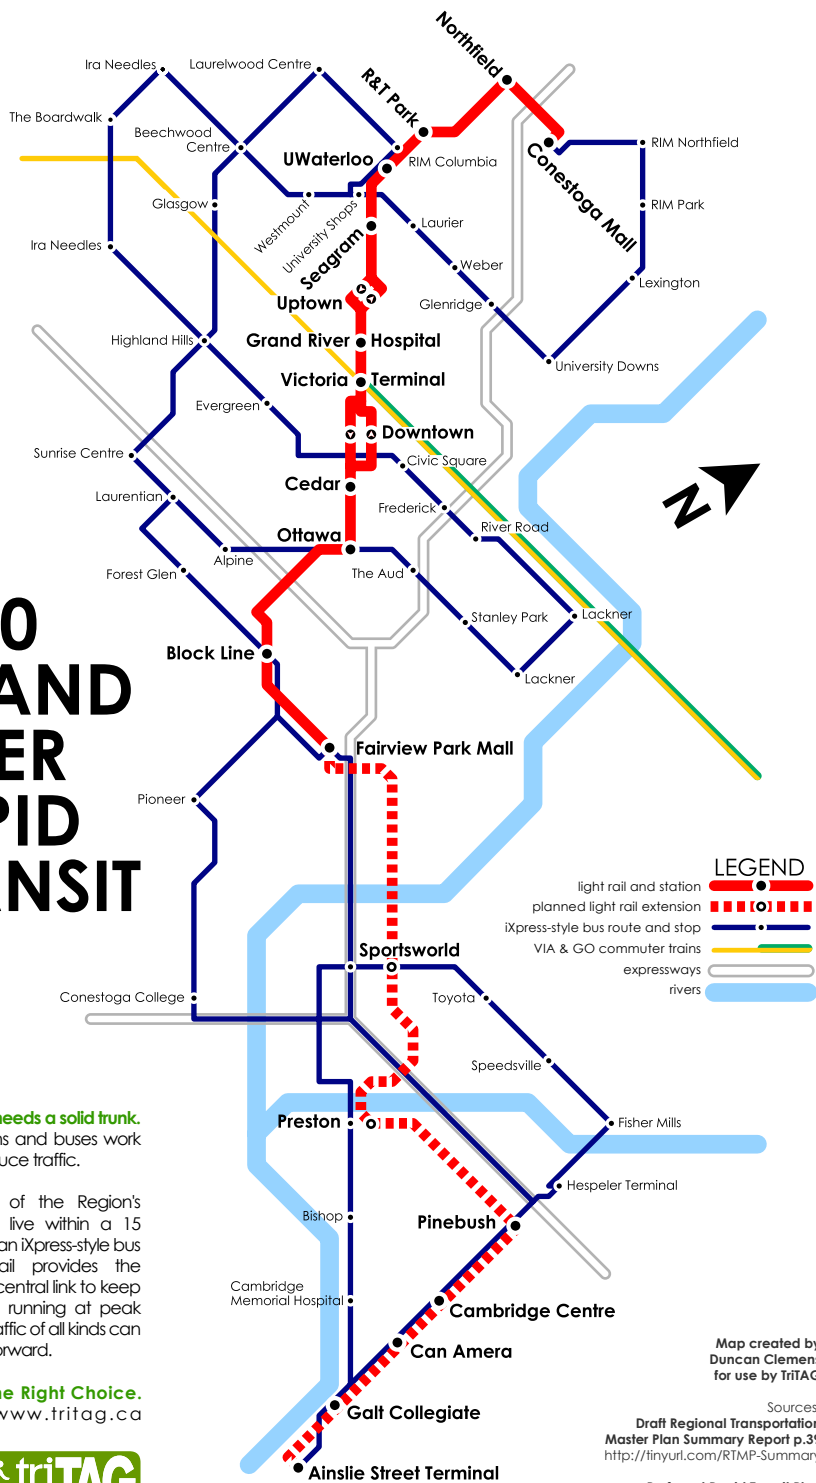 Northfield
Ira Needles
Laurelwood Centre
R&T Park
The Boardwalk
Beechwood
Centre
UWaterloo
RIM Columbia
Conestoga Mall
RIM Northfield
Glasgow
Westmount
University Shops
Seagram
Laurier
RIM Park
Ira Needles
Weber
Lexington
Uptown
Glenridge
Highland Hills
Grand River Hospital
University Downs
Victoria Terminal
Evergreen
Downtown
Sunrise Centre
Civic Square
Cedar
Laurentian
Frederick
N
River Road
Ottawa
Alpine
Forest Glen
The Aud
Stanley Park
Lackner
Block Line
Lackner
0
AND
ER
PID
NSIT
Fairview Park Mall
Pioneer
LEGEND
light rail and station
planned light rail extension
iXpress-style bus route and stop
VIA & GO commuter trains
expressways
rivers
Sportsworld
Conestoga College
Toyota
Speedsville
Preston
Fisher Mills
Hespeler Terminal
Bishop
Pinebush
Cambridge
Memorial Hospital
Cambridge Centre
Can Amera
Galt Collegiate
Ainslie Street Terminal
needs a solid trunk.
ns and buses work
uce traffic.
of the Region's
live within a 15
an iXpress-style bus
ail provides the
central link to keep
running at peak
affic of all kinds can
orward.
he Right Choice.
www.tritag.ca
triTAG
Map created by
Duncan Clemens
for use by TriTAG
Sources
Draft Regional Transportation
Master Plan Summary Report p.39
http://tinyurl.com/RTMP-Summary